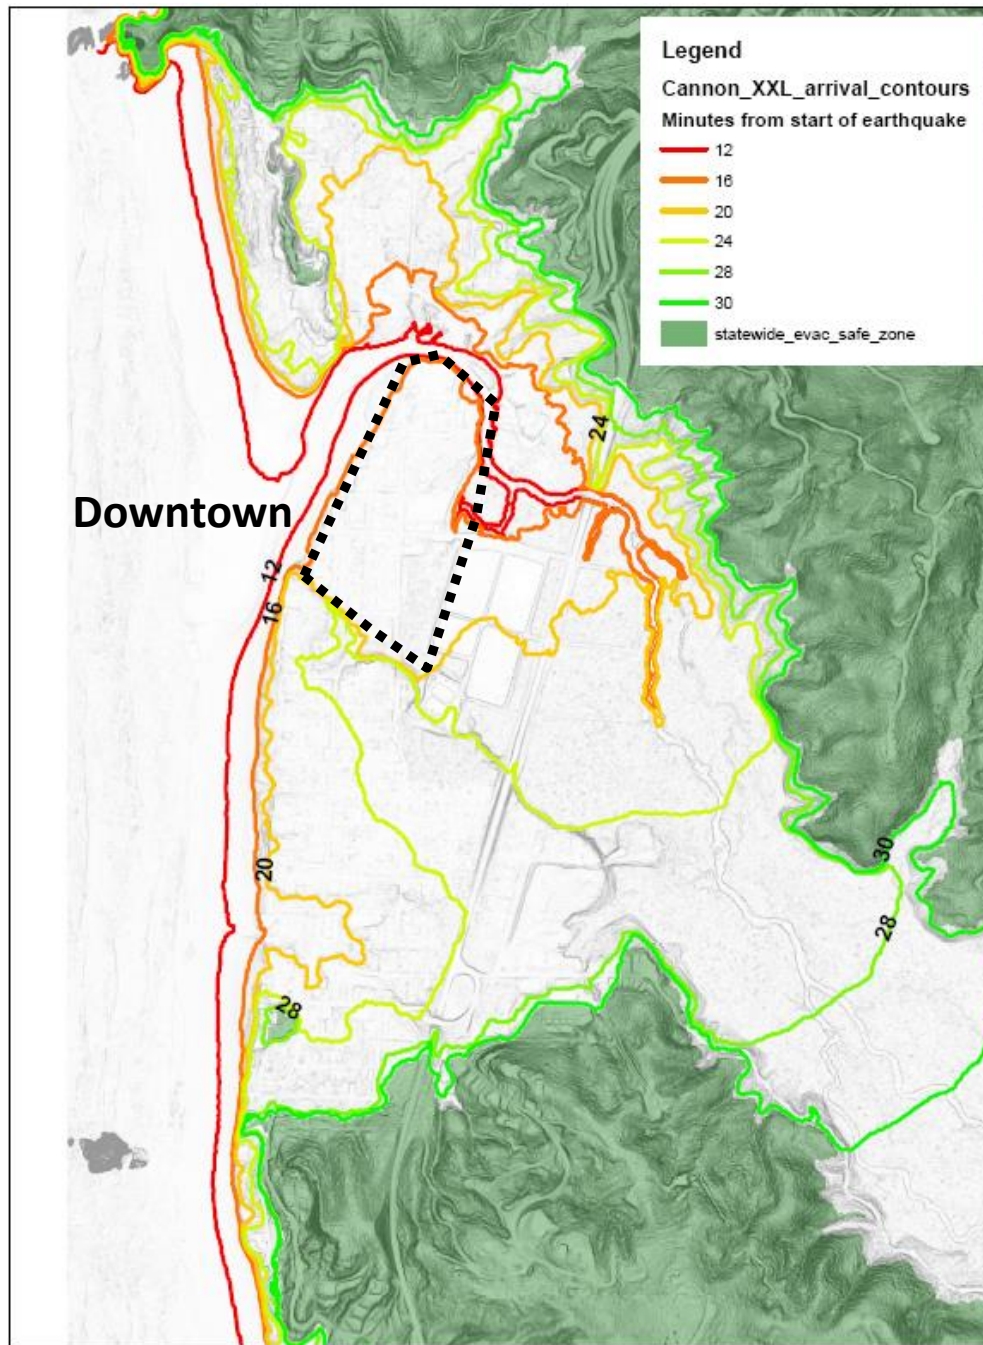 Legend
Cannon_XXL_arrival_contours
Minutes from start of earthquake
12
16
20
24
28
30
statewide_evac_safe_zone
24
Downtown
12
16
20
30
28
28